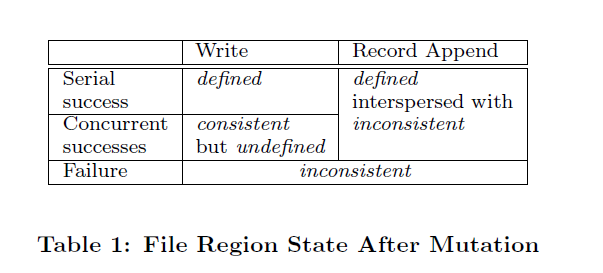 Write Record Append
Serial defined defined
success interspersed with
Concurrent consistent inconsistent
successes but undefined
Failure inconsistent
Table 1: File Region State After Mutation